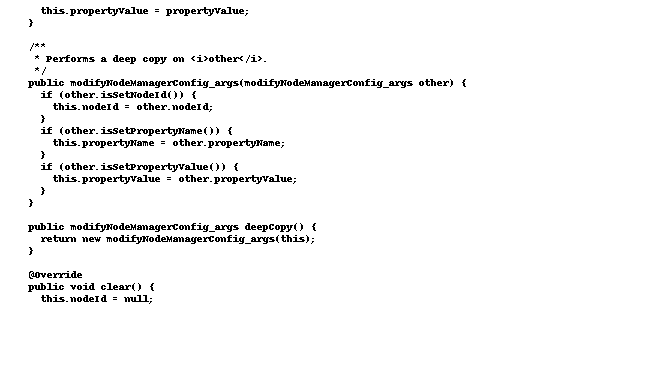 this.propertyValue = propertyValue;
}
/**
* Performs a deep copy on <i>other</i>.
*/
public modifyNodeManagerConfig_args(modifyNodeManagerConfig_args other) {
if (other.isSetNodeId()) {
this.nodeId = other.nodeId;
}
if (other.isSetPropertyName()) {
this.propertyName = other.propertyName;
}
if (other.isSetPropertyValue()) {
this.propertyValue = other.propertyValue;
}
}
public modifyNodeManagerConfig_args deepCopy() {
return new modifyNodeManagerConfig_args(this);
}
@Override
public void clear() {
this.nodeId = null;